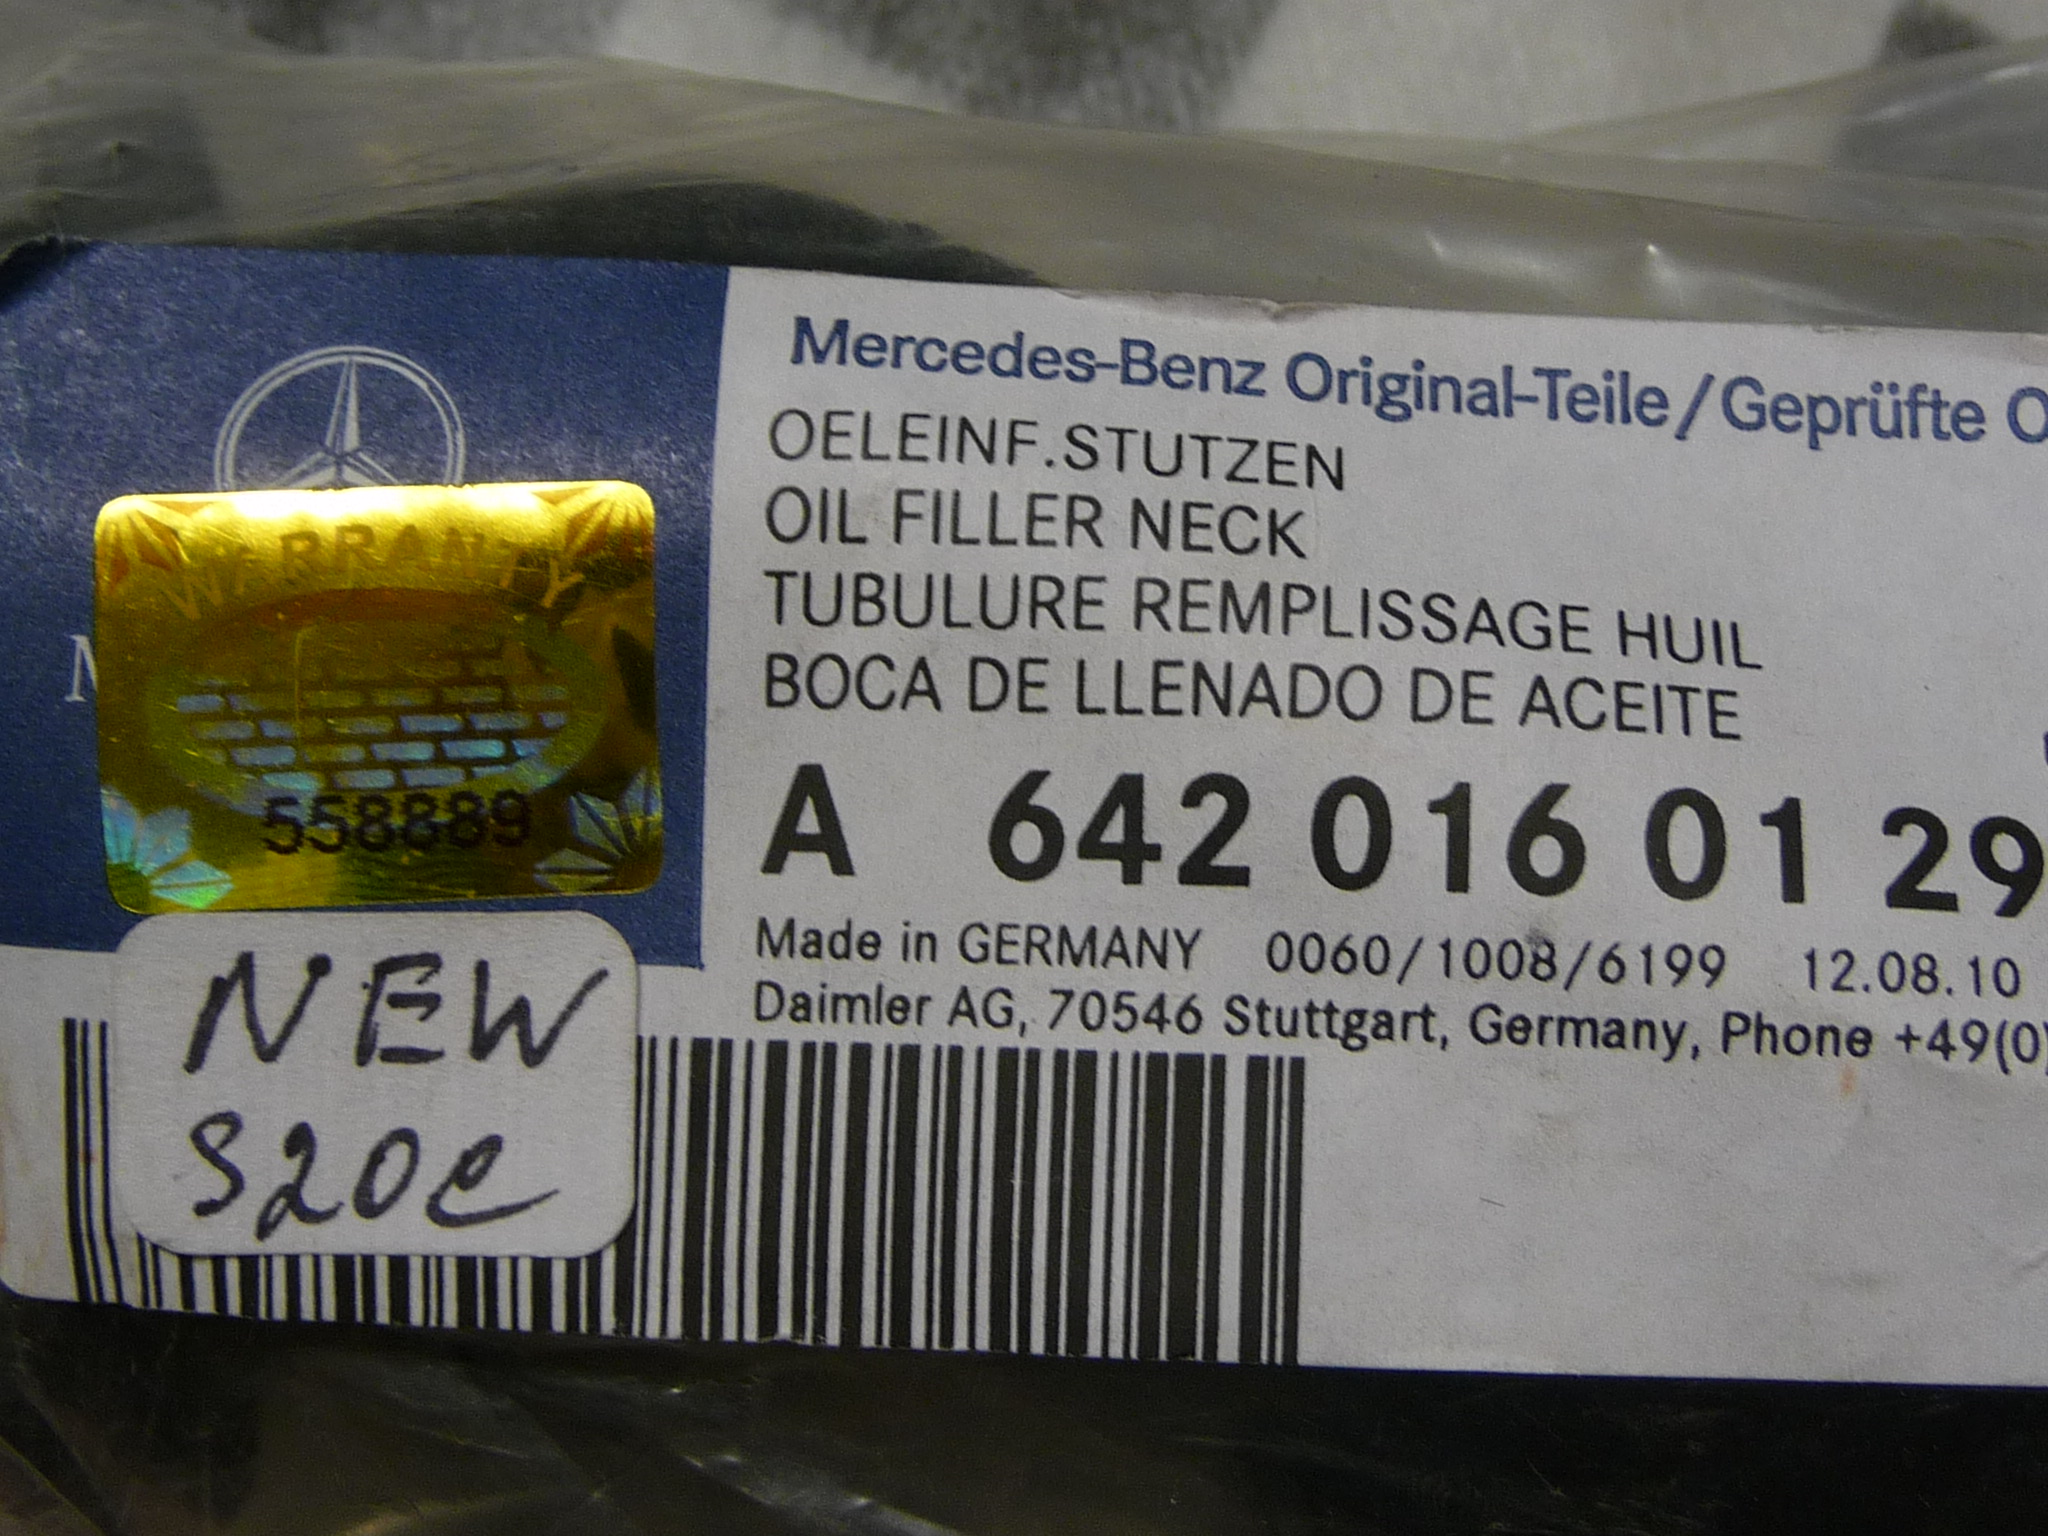 Mercedes-Benz Original-Teile/Geprüfte O
OELEINF.STUTZEN
OIL FILLER NECK
TUBULURE REMPLISSAGE HUIL
BOCA DE LLENADO DE ACEITE
A 642 016 01 29
Made in GERMANY 0060/1008/6199 12.08.10
Daimler AG, 70546 Stuttgart, Germany, Phone +49(0)
WARRANTY
558889
M
NEW
S20e